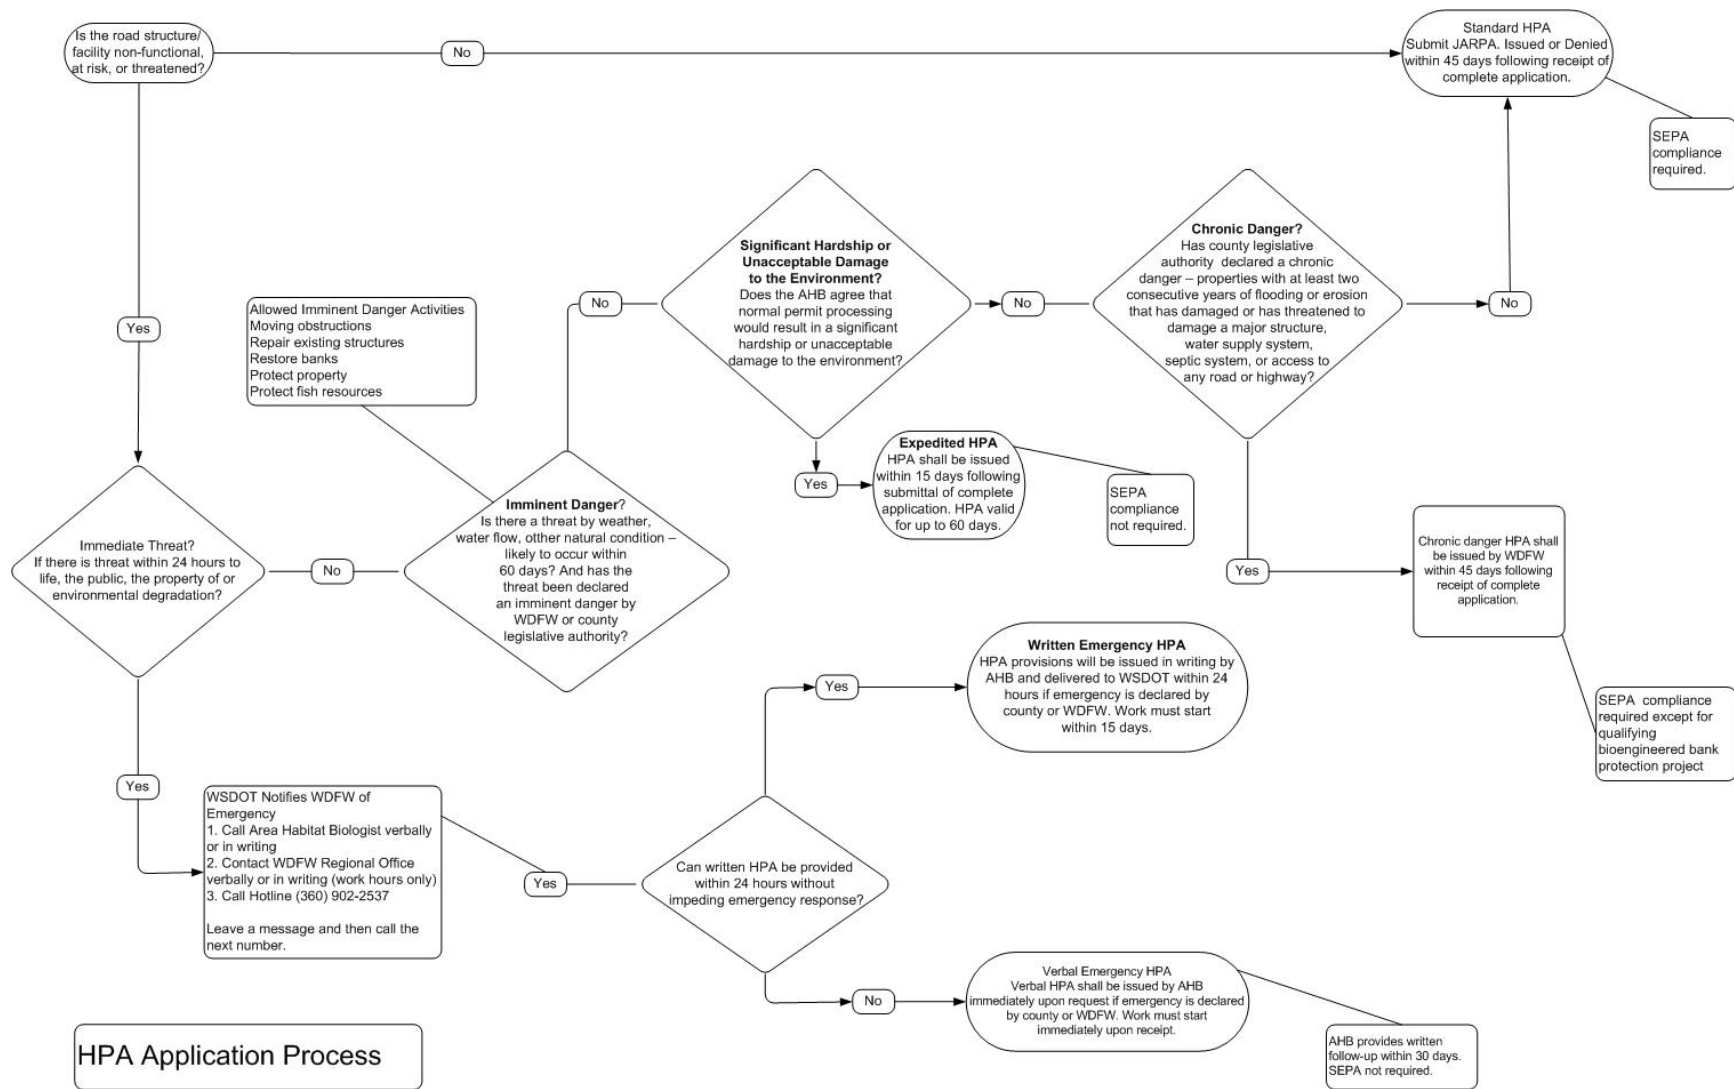 Is the road structure/
facility non-functional,
at risk, or threatened?
No
Standard HPA
Submit JARPA. Issued or Denied
within 45 days following receipt of
complete application.
SEPA
compliance
required.
Yes
Allowed Imminent Danger Activities
Moving obstructions
Repair existing structures
Restore banks
Protect property
Protect fish resources
No
Significant Hardship or
Unacceptable Damage
to the Environment?
Does the AHB agree that
normal permit processing
would result in a significant
hardship or unacceptable
damage to the environment?
No
Chronic Danger?
Has county legislative
authority declared a chronic
danger – properties with at least two
consecutive years of flooding or erosion
that has damaged or has threatened to
damage a major structure,
water supply system,
septic system, or access to
any road or highway?
No
Yes
Expedited HPA
HPA shall be issued
within 15 days following
submittal of complete
application. HPA valid
for up to 60 days.
SEPA
compliance
not required.
Immediate Threat?
If there is threat within 24 hours to
life, the public, the property of or
environmental degradation?
No
Imminent Danger?
Is there a threat by weather,
water flow, otther natural condition –
likely to occur within
60 days? And has the
threat been declared
an imminent danger by
WDFW or county
legislative authority?
Yes
Chronic danger HPA shall
be issued by WDFW
within 45 days following
receipt of complete
application.
SEPA compliance
required except for
qualifying
bioengineered bank
protection project
Yes
WSDOT Notifies WDFW of
Emergency
1. Call Area Habitat Biologist verbally
or in writing
2. Contact WDFW Regional Office
verbally or in writing (work hours only)
3. Call Hotline (360) 902-2537
Leave a message and then call the
next number.
Yes
Can written HPA be provided
within 24 hours without
impeding emergency response?
Yes
Written Emergency HPA
HPA provisions will be issued in writing by
AHB and delivered to WSDOT within 24
hours if emergency is declared by
county or WDFW. Work must start
within 15 days.
No
Verbal Emergency HPA
Verbal HPA shall be issued by AHB
immediately upon request if emergency is declared
by county or WDFW. Work must start
immediately upon receipt.
AHB provides written
follow-up within 30 days.
SEPA not required.
HPA Application Process